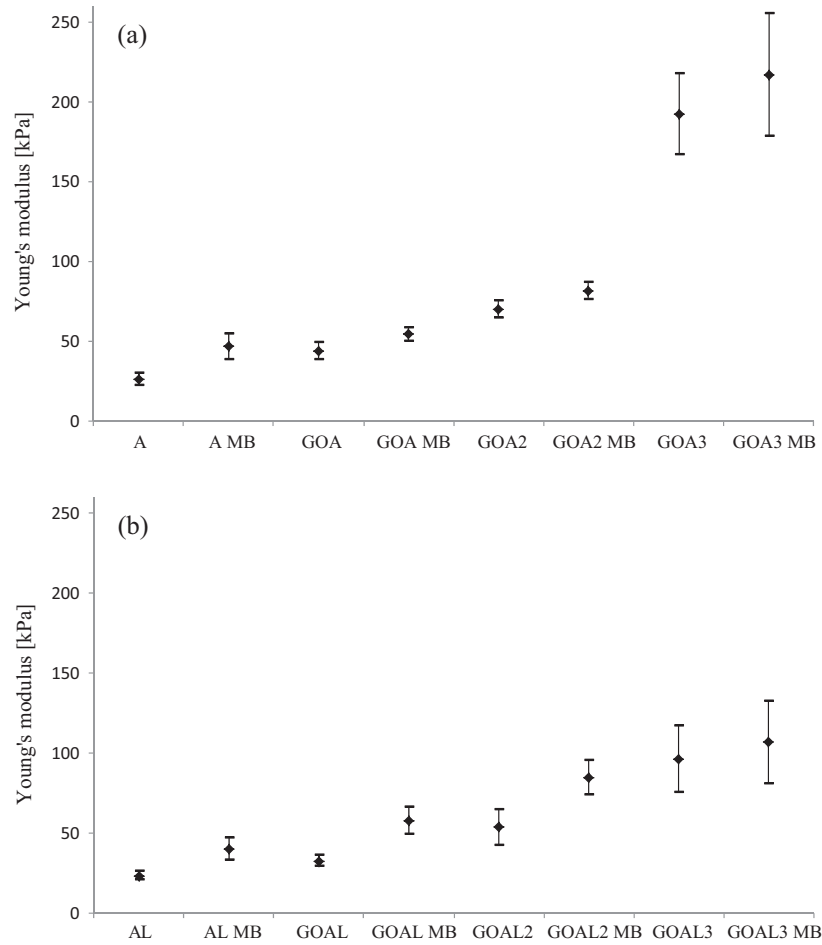 (a)
Young's modulus [kPa]
250
200
150
100
50
0
A A MB GOA GOA MB GOA2 GOA2 MB GOA3 GOA3 MB
(b)
Young's modulus [kPa]
250
200
150
100
50
0
AL AL MB GOAL GOAL MB GOAL2 GOAL2 MB GOAL3 GOAL3 MB